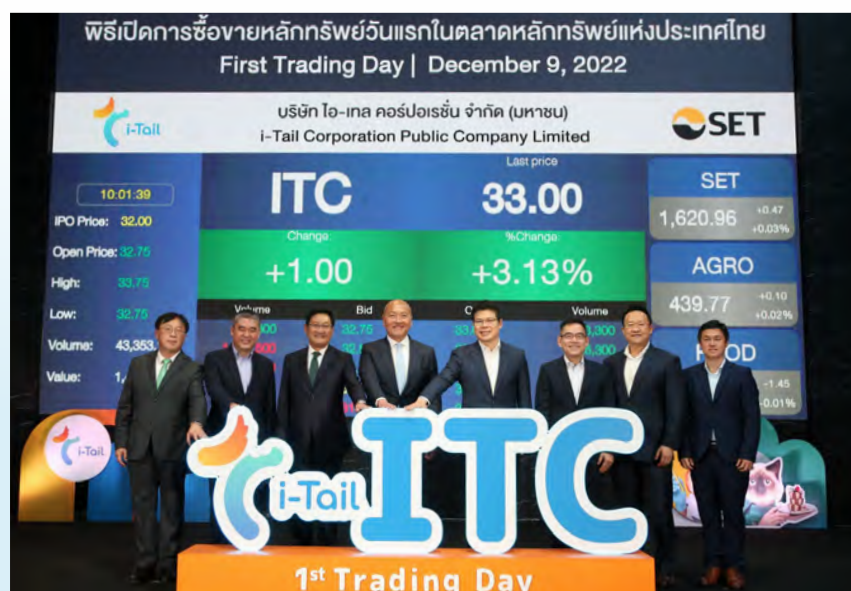 พิธีเปิดการซื้อขายหลักทรัพย์วันแรกในตลาดหลักทรัพย์แห่งประเทศไทย
First Trading Day | December 9, 2022
i-Tail
บริษัท ไอ-เทล คอร์ปอเรชั่น จำกัด (มหาชน)
i-Tail Corporation Public Company Limited
SET
10:01:39
IPO Price: 32.00
Open Price: 32.75
High: 33.75
Low: 32.75
Volume: 43,353,
Value: 1,
ITC
Last price
33.00
Change:
+1.00
%Change:
+3.13%
Volume Bid Volume
32.75
SET
1,620.96 +0.47
+0.03%
AGRO
439.77 +0.10
+0.02%
-1.45
-0.01%
i-Tail
i-Tail ITC
1st Trading Day